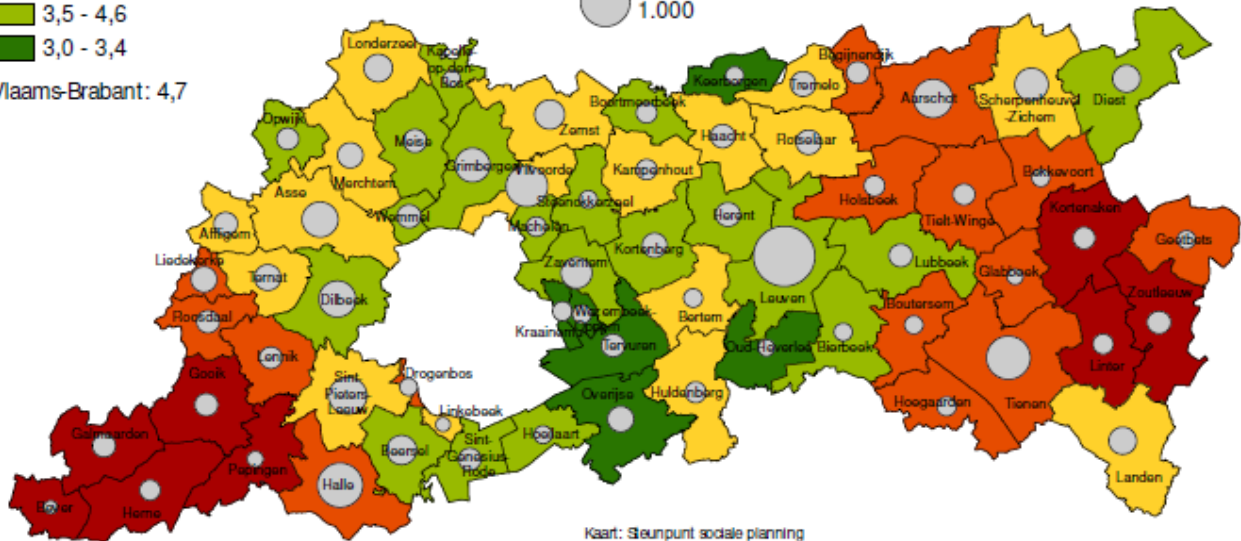 3,5 - 4,6
3,0 - 3,4
Vlaams-Brabant: 4,7
1.000
Londerzeel
Kapelle-
op-den-
Bos
Keerbergen
Tremelo
Begijnendijk
Aarschot
Scherpenheuvel
-Zichem
Diest
Opwijk
Meise
Zemst
Boortmeerbeek
Haacht
Rotselaar
Merchtem
Grimbergen
Vilvoorde
Kampenhout
Bekkevoort
Asse
Steenokkerzeel
Holsbeek
Tielt-Winge
Kortenaken
Affligem
Wemmel
Machelen
Herent
Geetbets
Liedekerke
Ternat
Zaventem
Kortenberg
Lubbeek
Glabbeek
Zoutleeuw
Dilbeek
Leuven
Boutersem
Roosdaal
Kraainem
Wezembeek-
Bertem
Tervuren
Oud-Heverlee
Bierbeek
Linter
Lennik
Gooik
Sint-
Pieters-
Leeuw
Drogenbos
Overijse
Huldenberg
Hoegaarden
Tienen
Linkebeek
Galmaarden
Pepingen
Beersel
Sint-
Genesius-
Rode
Hoeilaart
Landen
Bever
Herne
Halle
Kaart: Steunpunt sociale planning